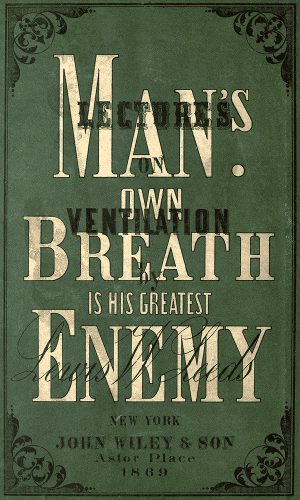 MAN'S.
OWN
BREATH
IS HIS GREATEST
ENEMY
LECTURES
ON
VENTILATION
by
Lewis W. Leeds
NEW YORK
JOHN WILEY & SON
Astor Place
1869